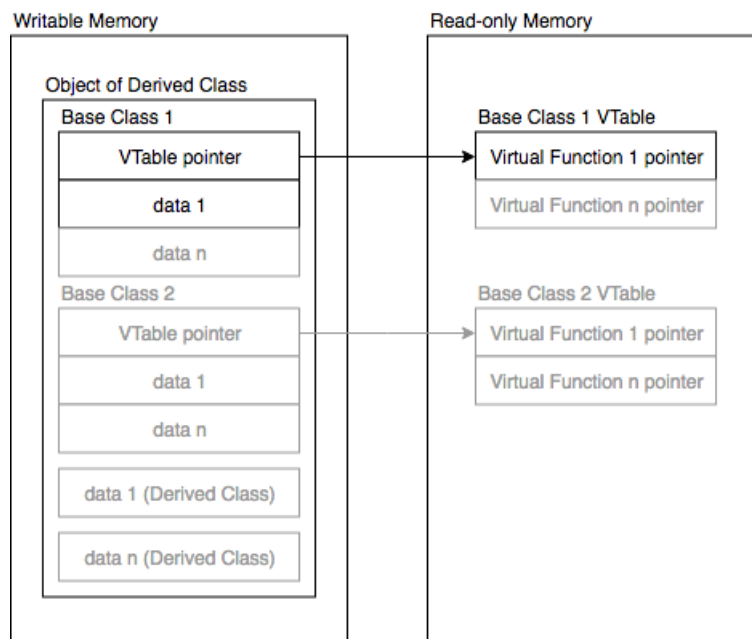 Writable Memory
Object of Derived Class
Base Class 1
VTable pointer
data 1
data n
Base Class 2
VTable pointer
data 1
data n
data 1 (Derived Class)
data n (Derived Class)
Read-only Memory
Base Class 1 VTable
Virtual Function 1 pointer
Virtual Function n pointer
Base Class 2 VTable
Virtual Function 1 pointer
Virtual Function n pointer